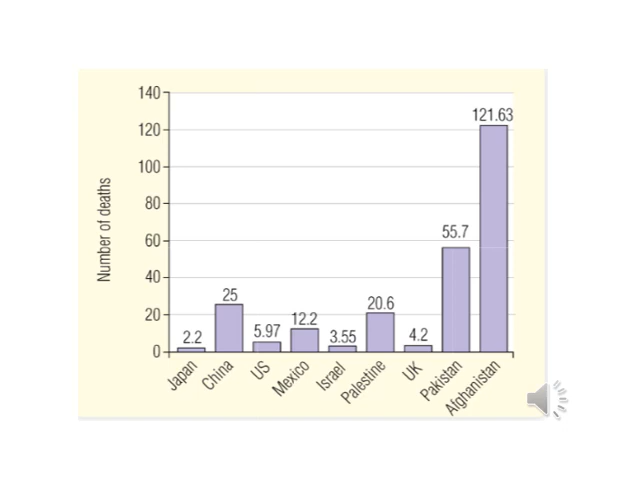 Number of deaths
140
120
100
80
60
40
20
0
2.2
25
5.97
12.2
3.55
20.6
4.2
55.7
121.63
Japan
China
US
Mexico
Israel
Palestine
UK
Pakistan
Afghanistan